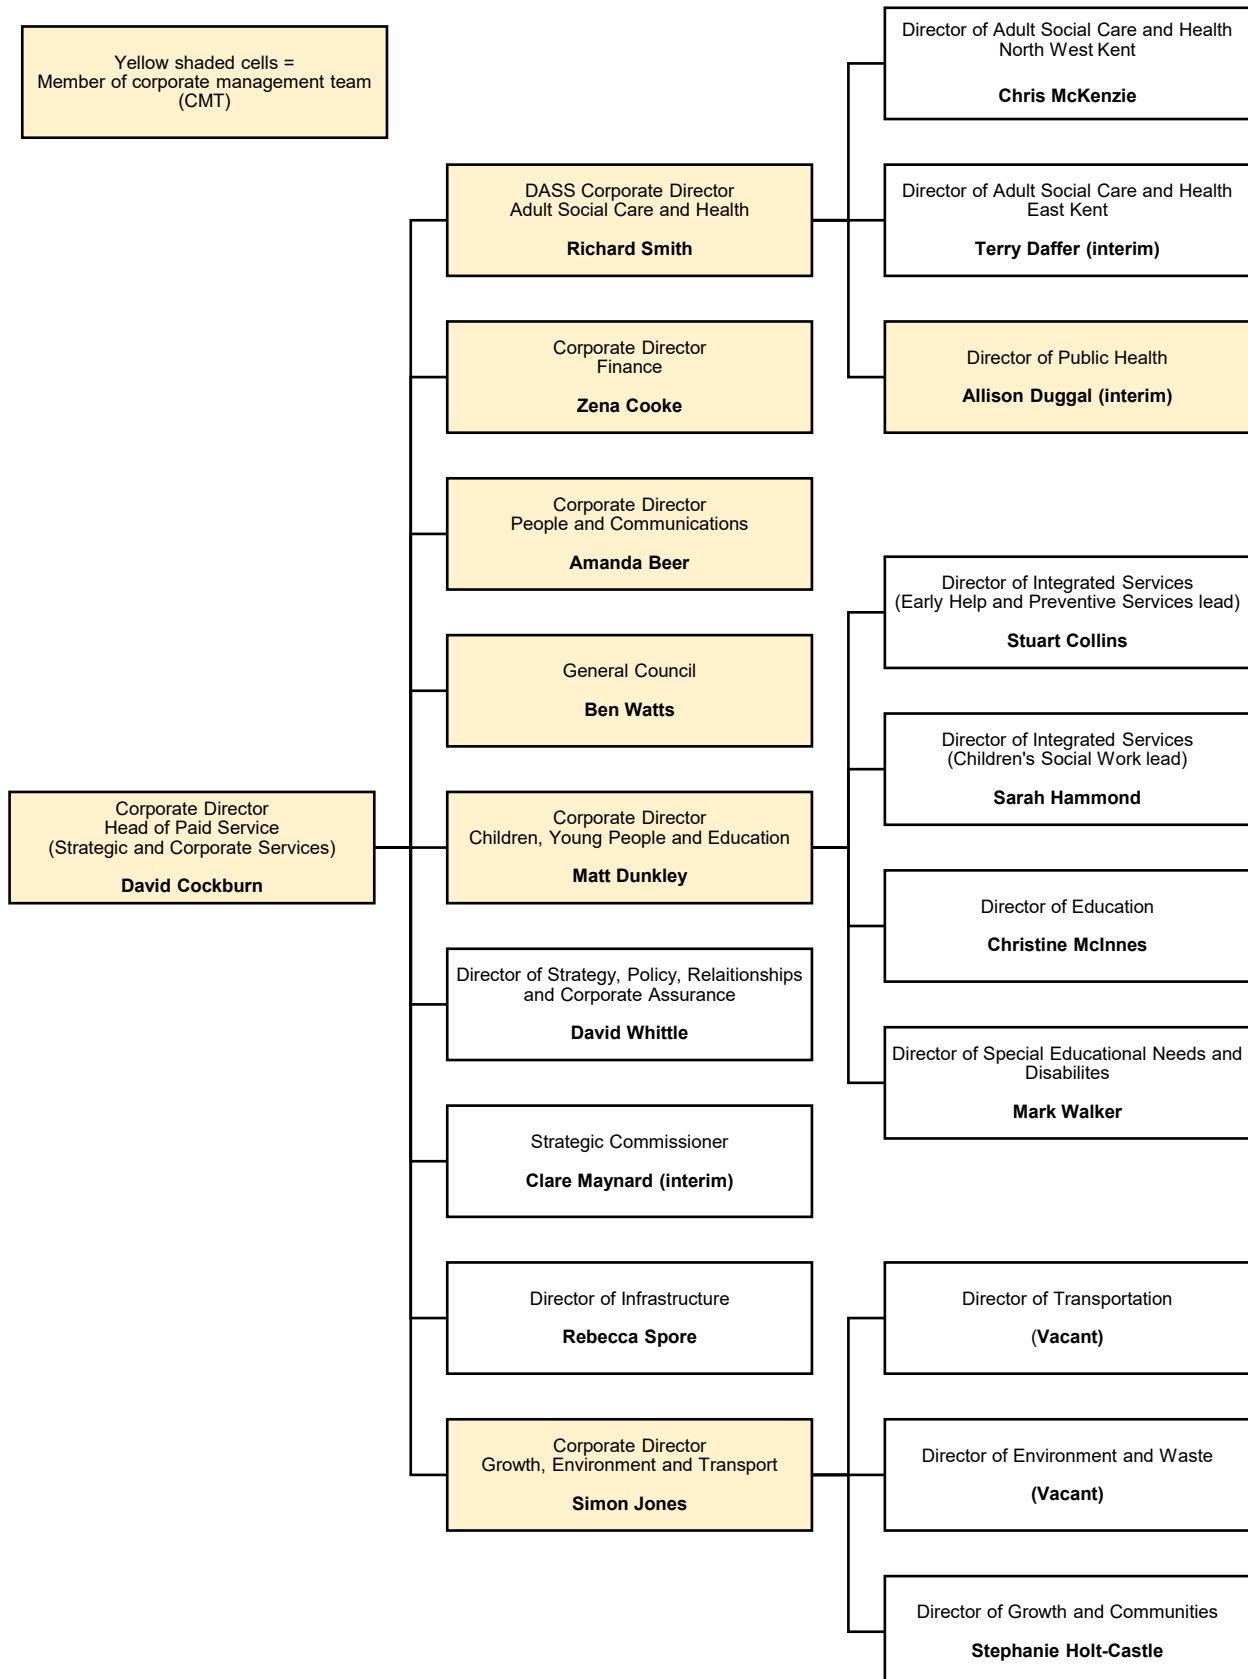 Yellow shaded cells =
Member of corporate management team
(CMT)
Corporate Director
Head of Paid Service
(Strategic and Corporate Services)
David Cockburn
DASS Corporate Director
Adult Social Care and Health
Richard Smith
Corporate Director
Finance
Zena Cooke
Corporate Director
People and Communications
Amanda Beer
General Council
Ben Watts
Corporate Director
Children, Young People and Education
Matt Dunkley
Director of Strategy, Policy, Relaitionships
and Corporate Assurance
David Whittle
Strategic Commissioner
Clare Maynard (interim)
Director of Infrastructure
Rebecca Spore
Corporate Director
Growth, Environment and Transport
Simon Jones
Director of Adult Social Care and Health
North West Kent
Chris McKenzie
Director of Adult Social Care and Health
East Kent
Terry Daffer (interim)
Director of Public Health
Allison Duggal (interim)
Director of Integrated Services
(Early Help and Preventive Services lead)
Stuart Collins
Director of Integrated Services
(Children's Social Work lead)
Sarah Hammond
Director of Education
Christine McInnes
Director of Special Educational Needs and
Disabilites
Mark Walker
Director of Transportation
(Vacant)
Director of Environment and Waste
(Vacant)
Director of Growth and Communities
Stephanie Holt-Castle